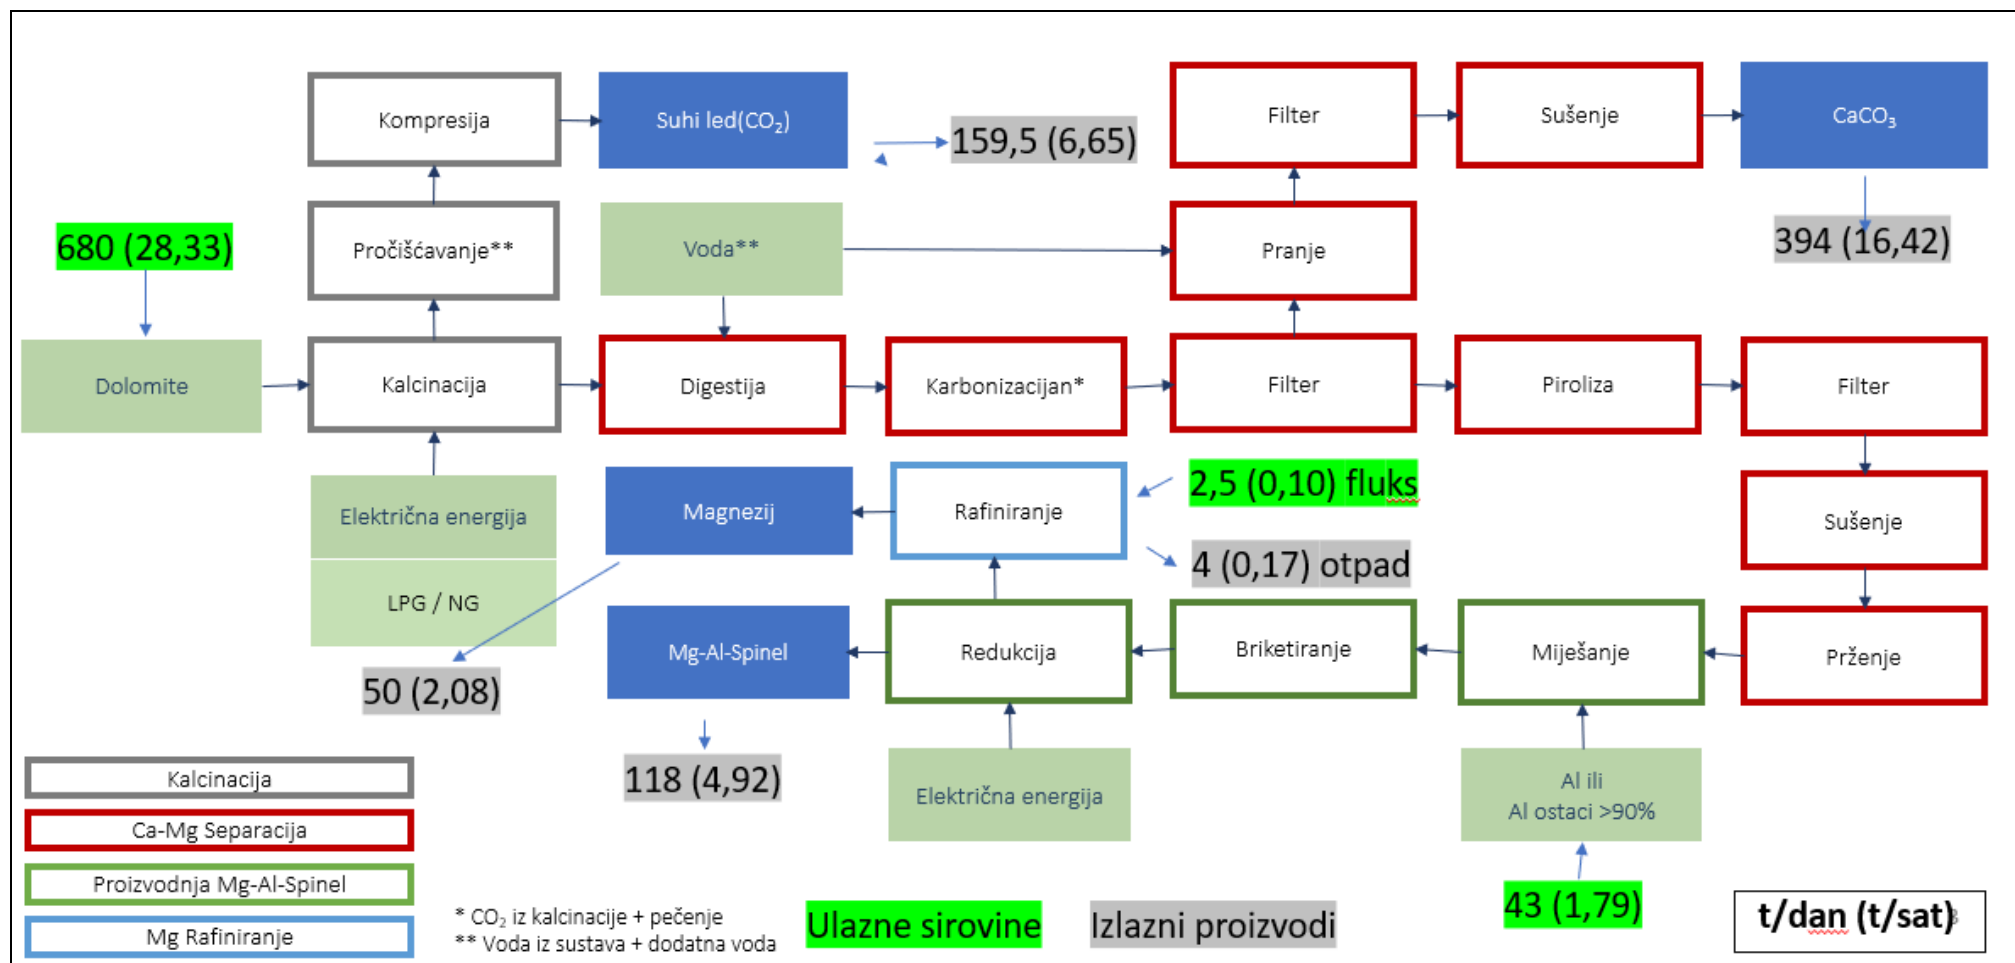 Kompresija
Suhi led(CO₂)
159,5 (6,65)
Filter
Sušenje
CaCO₃
394 (16,42)
680 (28,33)
Pročišćavanje**
Voda**
Pranje
Dolomite
Kalcinacija
Digestija
Karbonizacijan*
Filter
Piroliza
Filter
Električna energija
LPG / NG
Magnezij
Rafiniranje
2,5 (0,10) fluks
4 (0,17) otpad
Sušenje
50 (2,08)
Mg-Al-Spinel
118 (4,92)
Redukcija
Briketiranje
Miješanje
Prženje
Električna energija
Al ili
Al ostaci >90%
43 (1,79)
Kalcinacija
Ca-Mg Separacija
Proizvodnja Mg-Al-Spinel
Mg Rafiniranje
* CO₂ iz kalcinacije + pečenje
** Voda iz sustava + dodatna voda
Ulazne sirovine
Izlazni proizvodi
t/dan (t/sat)